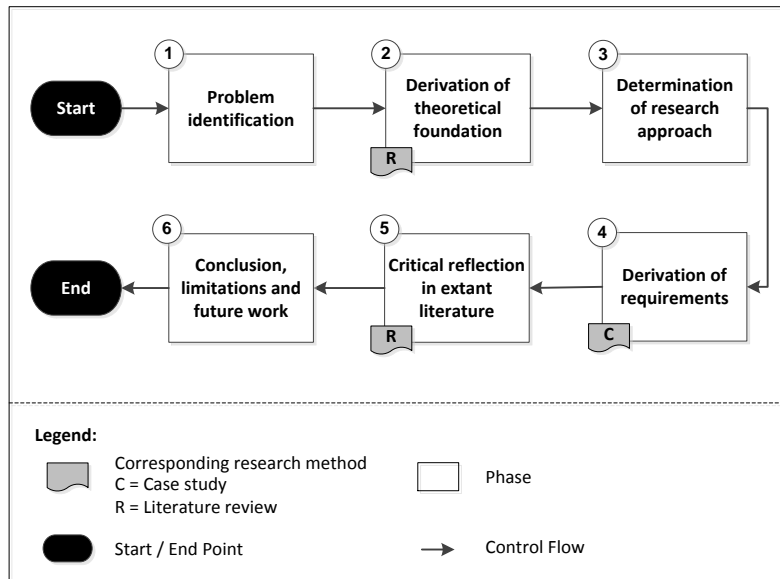 1
Problem
identification
2
Derivation of
theoretical
foundation
R
3
Determination
of research
approach
Start
6
Conclusion,
limitations and
future work
5
Critical reflection
in extant
literature
R
4
Derivation of
requirements
C
End
Legend:
Corresponding research method
C = Case study
R = Literature review
Phase
Start / End Point
Control Flow